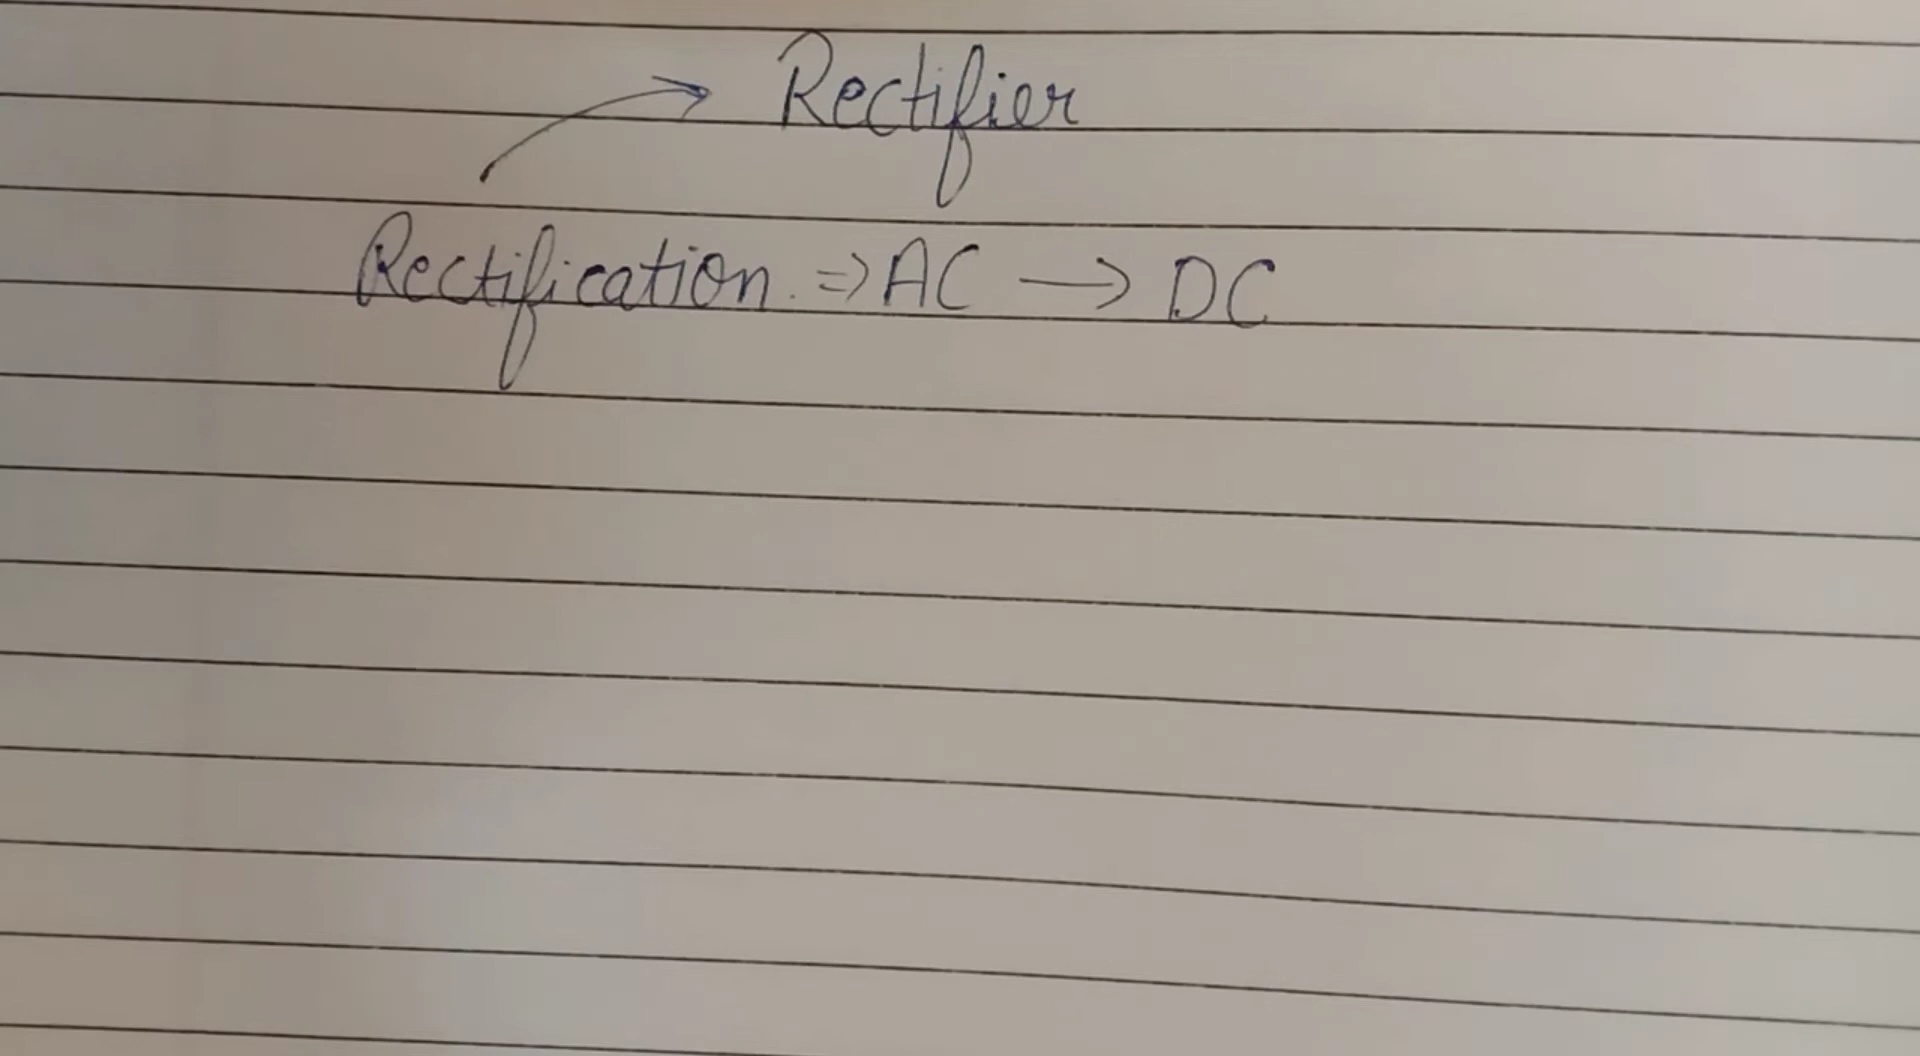 → Rectifier
Rectification. ⇒ AC → DC